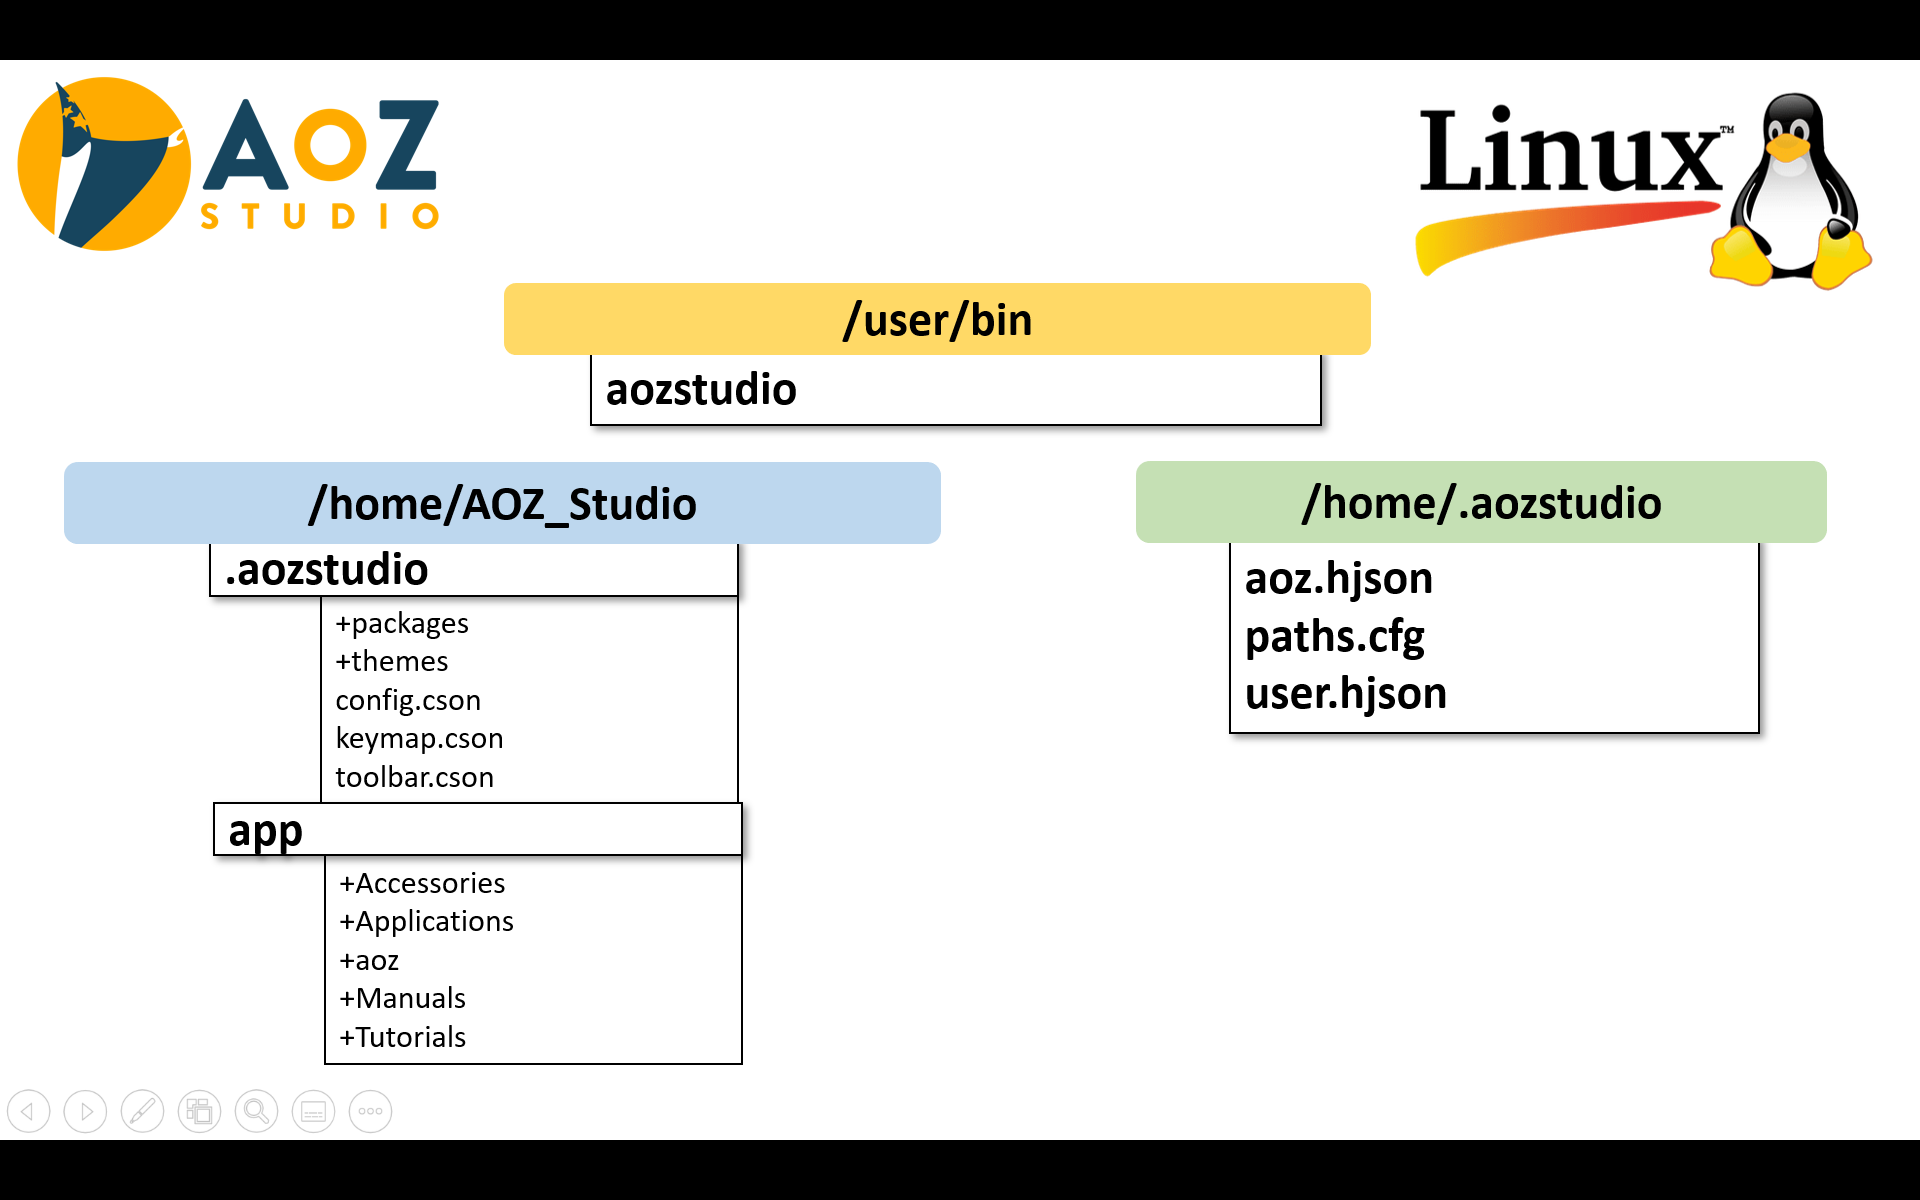 AOZ
STUDIO
Linux™
/user/bin
aozstudio
/home/AOZ_Studio
.aozstudio
+packages
+themes
config.cson
keymap.cson
toolbar.cson
app
+Accessories
+Applications
+aoz
+Manuals
+Tutorials
/home/.aozstudio
aoz.hjson
paths.cfg
user.hjson